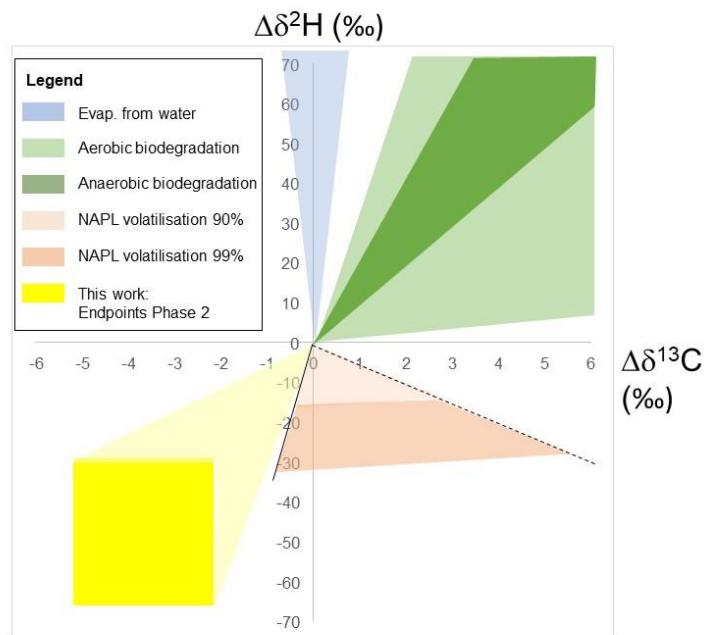 Δδ²H (‰)
Legend
Evap. from water
Aerobic biodegradation
Anaerobic biodegradation
NAPL volatilisation 90%
NAPL volatilisation 99%
This work:
Endpoints Phase 2
70
60
50
40
30
20
10
0
-6 -5 -4 -3 -2 -1 0 1 2 3 4 5 6
Δδ¹³C
(‰)
-10
-20
-30
-40
-50
-60
-70